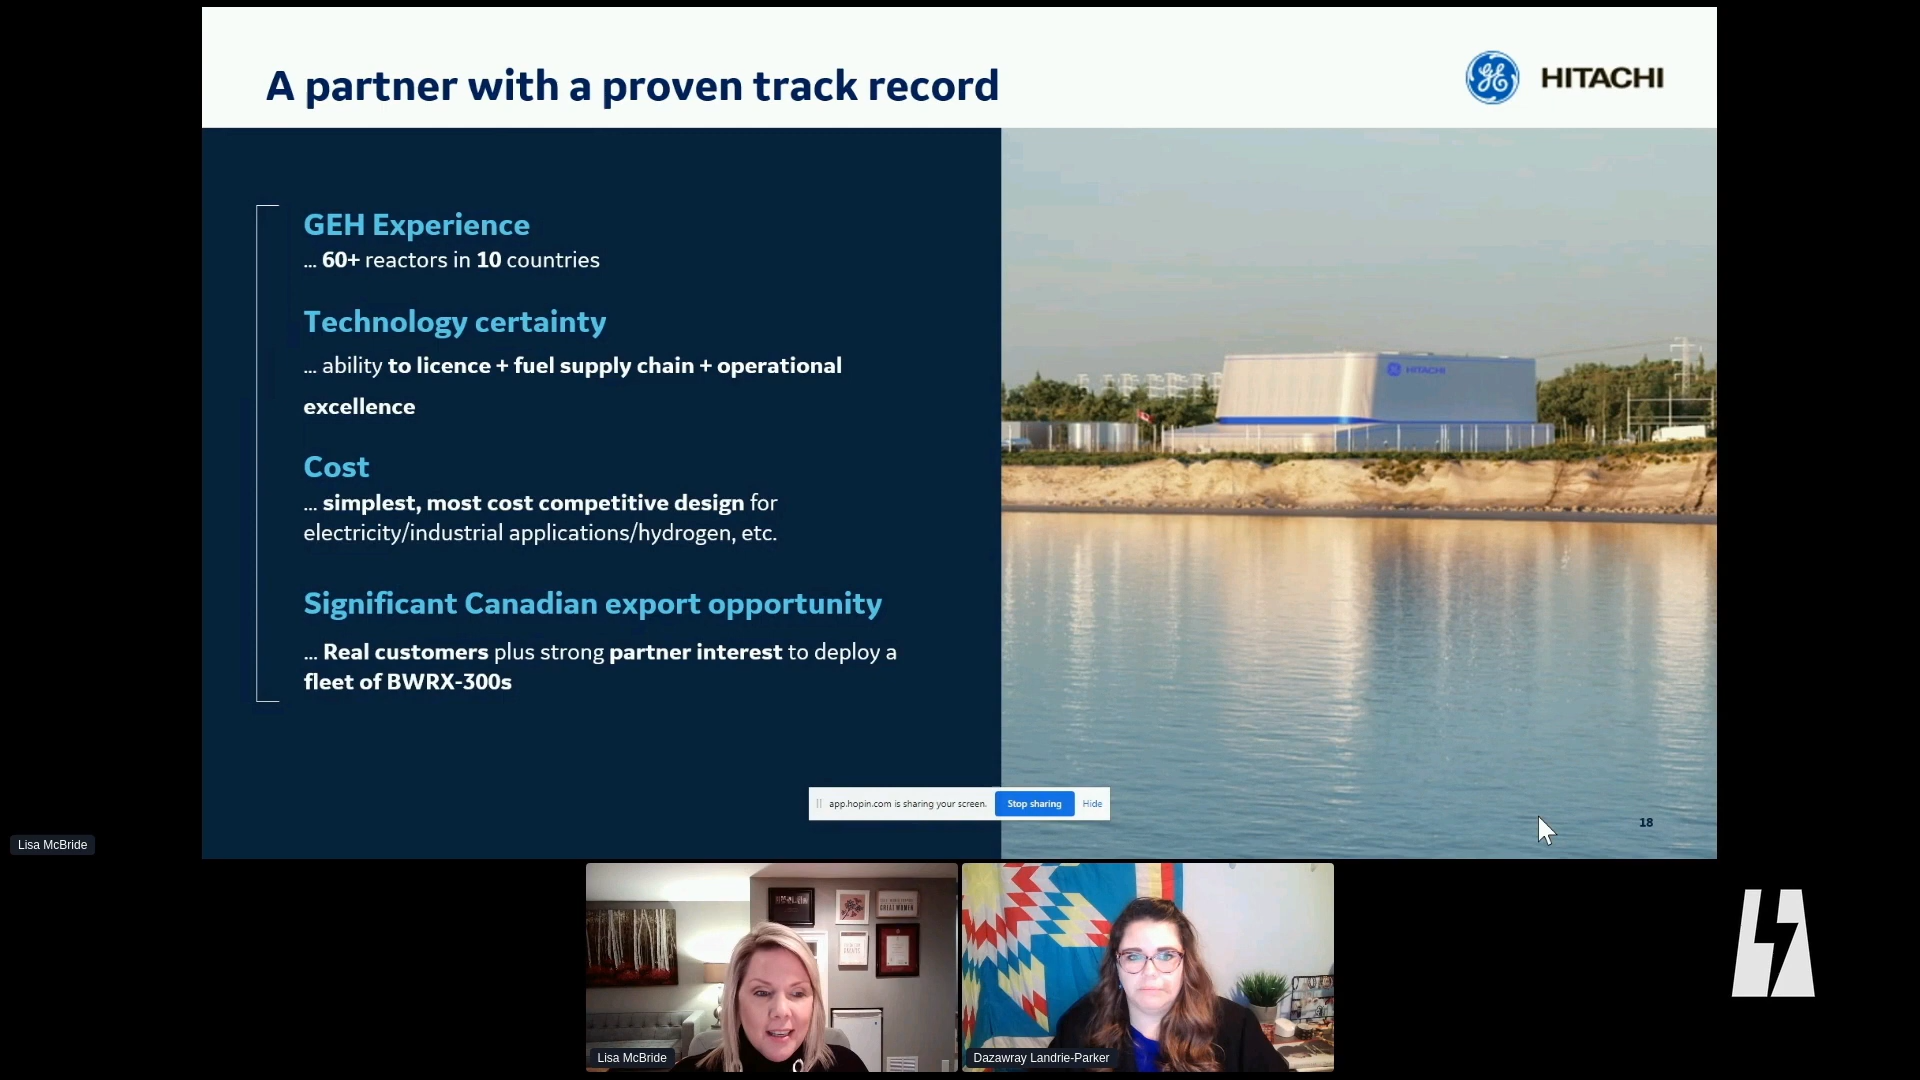 A partner with a proven track record
HITACHI
GEH Experience
... 60+ reactors in 10 countries
Technology certainty
... ability to licence + fuel supply chain + operational
excellence
Cost
... simplest, most cost competitive design for
electricity/industrial applications/hydrogen, etc.
Significant Canadian export opportunity
... Real customers plus strong partner interest to deploy a
fleet of BWRX-300s
HITACHI
app.hopin.com is sharing your screen.
Stop sharing
Hide
18
Lisa McBride
GREAT WOMEN
Lisa McBride
Dazawray Landrie-Parker